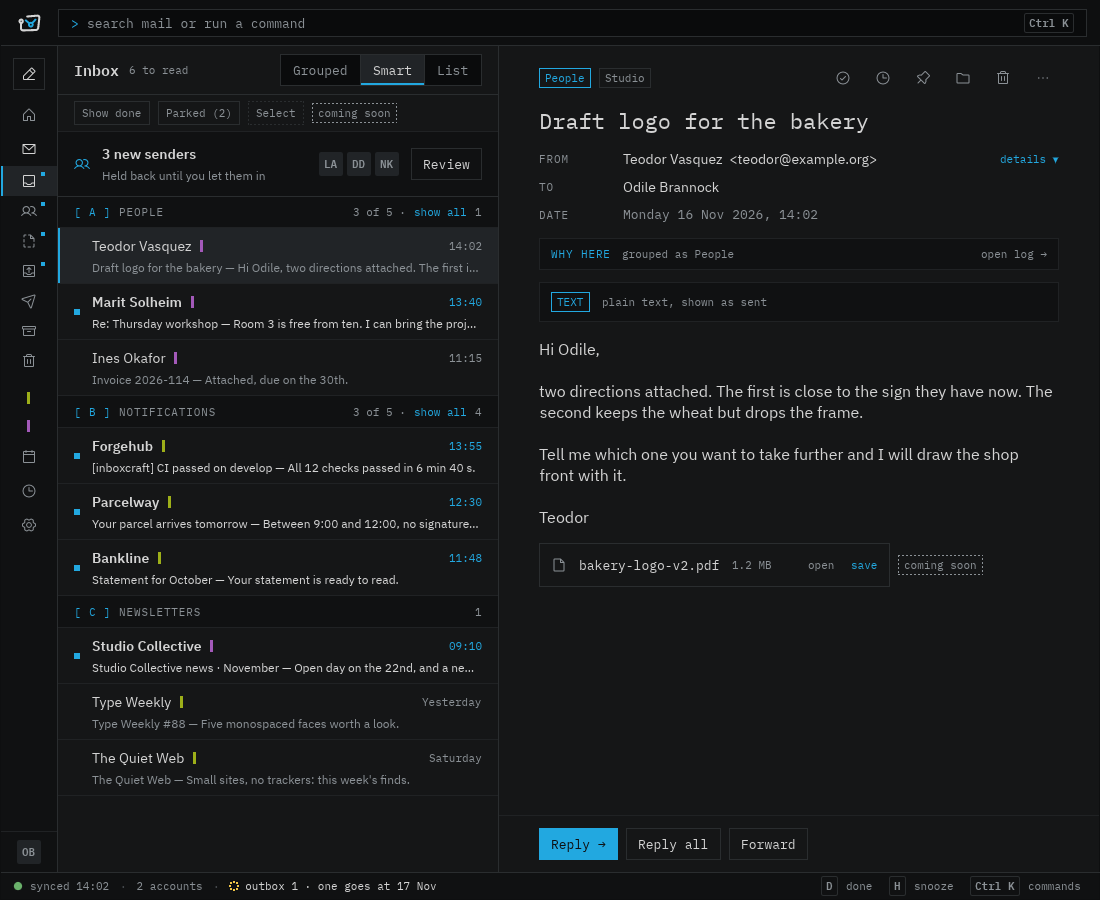 > search mail or run a command
Ctrl K
Inbox 6 to read
Grouped Smart List
Show done Parked (2) Select coming soon
3 new senders
Held back until you let them in
LA DD NK Review
[ A ] PEOPLE 3 of 5 · show all 1
Teodor Vasquez 14:02
Draft logo for the bakery — Hi Odile, two directions attached. The first i...
Marit Solheim 13:40
Re: Thursday workshop — Room 3 is free from ten. I can bring the proj...
Ines Okafor 11:15
Invoice 2026-114 — Attached, due on the 30th.
[ B ] NOTIFICATIONS 3 of 5 · show all 4
Forgehub 13:55
[inboxcraft] CI passed on develop — All 12 checks passed in 6 min 40 s.
Parcelway 12:30
Your parcel arrives tomorrow — Between 9:00 and 12:00, no signature...
Bankline 11:48
Statement for October — Your statement is ready to read.
[ C ] NEWSLETTERS 1
Studio Collective 09:10
Studio Collective news · November — Open day on the 22nd, and a ne...
Type Weekly Yesterday
Type Weekly #88 — Five monospaced faces worth a look.
The Quiet Web Saturday
The Quiet Web — Small sites, no trackers: this week's finds.
People Studio
Draft logo for the bakery
FROM Teodor Vasquez <teodor@example.org> details ▾
TO Odile Brannock
DATE Monday 16 Nov 2026, 14:02
WHY HERE grouped as People open log →
TEXT plain text, shown as sent
Hi Odile,
two directions attached. The first is close to the sign they have now. The
second keeps the wheat but drops the frame.
Tell me which one you want to take further and I will draw the shop
front with it.
Teodor
bakery-logo-v2.pdf 1.2 MB open save coming soon
Reply → Reply all Forward
OB
synced 14:02 · 2 accounts · outbox 1 · one goes at 17 Nov
D done H snooze Ctrl K commands